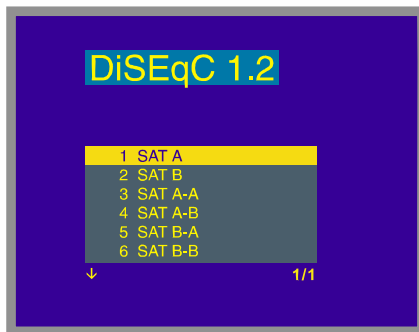 DiSEqC 1.2
1 SAT A
2 SAT B
3 SAT A-A
4 SAT A-B
5 SAT B-A
6 SAT B-B
↓ 1/1